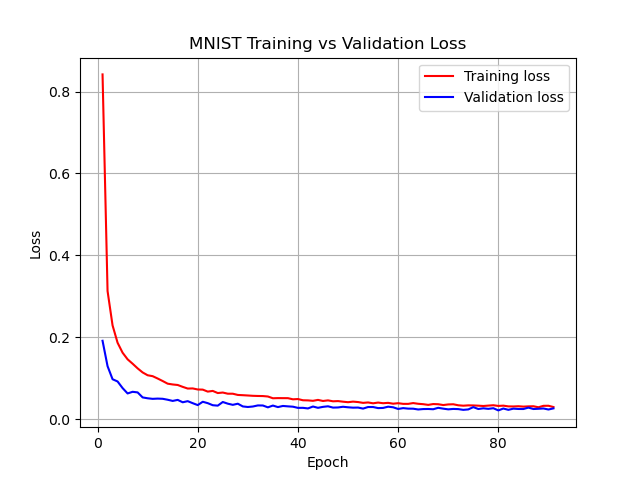 MNIST Training vs Validation Loss
Training loss
Validation loss
0.8
0.6
0.4
0.2
0.0
Loss
0 20 40 60 80
Epoch